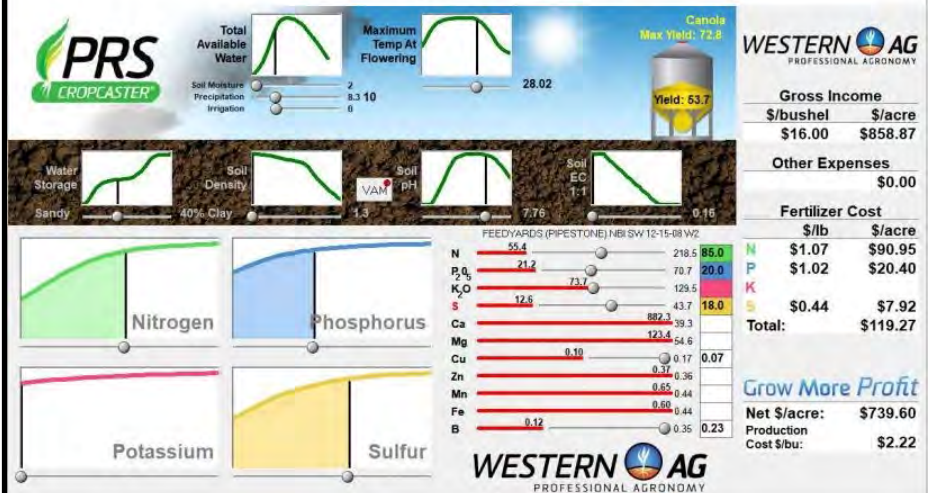 PRS
CROPCASTER®
Total
Available
Water
Soil Moisture 2
Precipitation 8.3 10
Irrigation 0
Maximum
Temp At
Flowering
28.02
Canola
Max Yield: 72.8
Yield: 53.7
WESTERN AG
PROFESSIONAL AGRONOMY
Gross Income
$/bushel $/acre
$16.00 $858.87
Other Expenses
$0.00
Fertilizer Cost
$/lb $/acre
N $1.07 $90.95
P $1.02 $20.40
K
S $0.44 $7.92
Total: $119.27
Grow More Profit
Net $/acre: $739.60
Production
Cost $/bu: $2.22
Water
Storage
Sandy 40% Clay
Soil
Density
1.3
VAM
Soil
pH
7.76
Soil
EC
1:1
0.16
Nitrogen
Phosphorus
Potassium
Sulfur
FEEDYARDS (PIPESTONE) NBI SW 12-15-08 W2
N 55.4 218.5 85.0
P2O5 21.2 70.7 20.0
K2O 73.7 129.5
S 12.6 43.7 18.0
Ca 882.3 39.3
Mg 123.4 54.6
Cu 0.10 0.17 0.07
Zn 0.37 0.36
Mn 0.65 0.44
Fe 0.60 0.44
B 0.12 0.35 0.23
WESTERN AG
PROFESSIONAL AGRONOMY